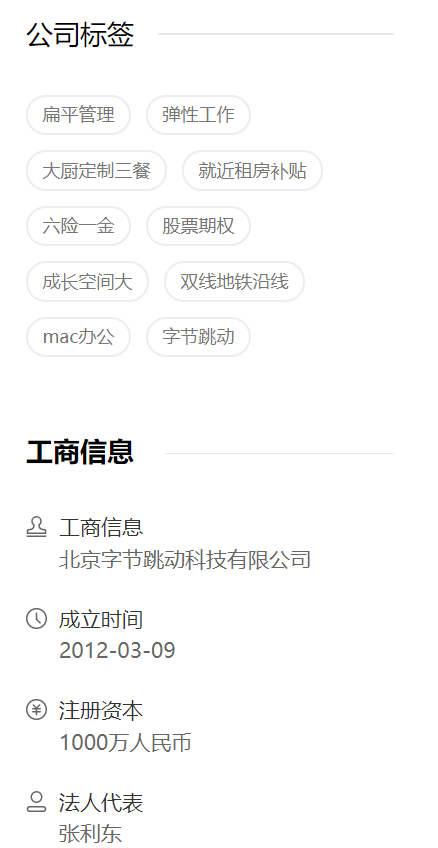 公司标签
扁平管理 弹性工作
大厨定制三餐 就近租房补贴
六险一金 股票期权
成长空间大 双线地铁沿线
mac办公 字节跳动
工商信息
工商信息
北京字节跳动科技有限公司
成立时间
2012-03-09
注册资本
1000万人民币
法人代表
张利东